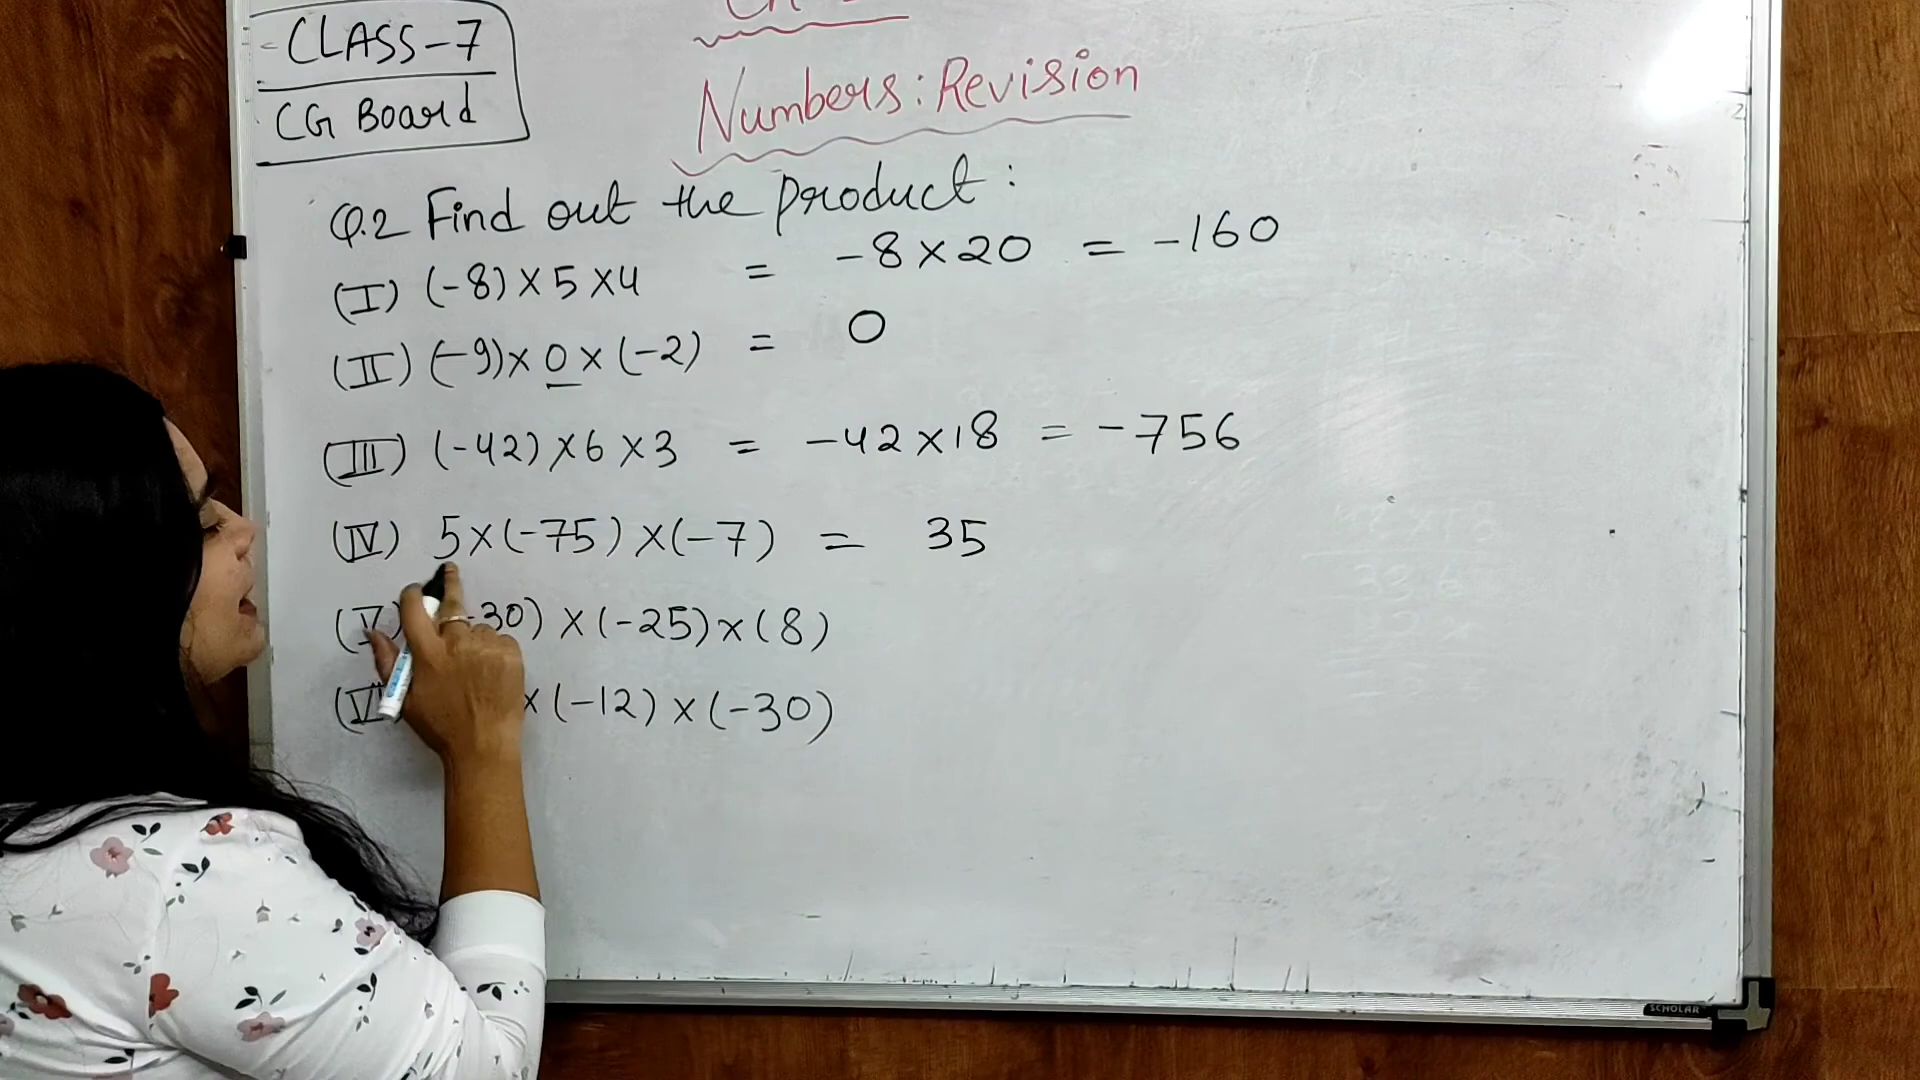 CLASS-7
CG Board
Numbers: Revision
Q.2 Find out the product:
(I) (-8)×5×4 = -8×20 = -160
(II) (-9)×0×(-2) = 0
(III) (-42)×6×3 = -42×18 = -756
(IV) 5×(-75)×(-7) = 35
(V) -30)×(-25)×(8)
×(-12)×(-30)
SCHOLAR